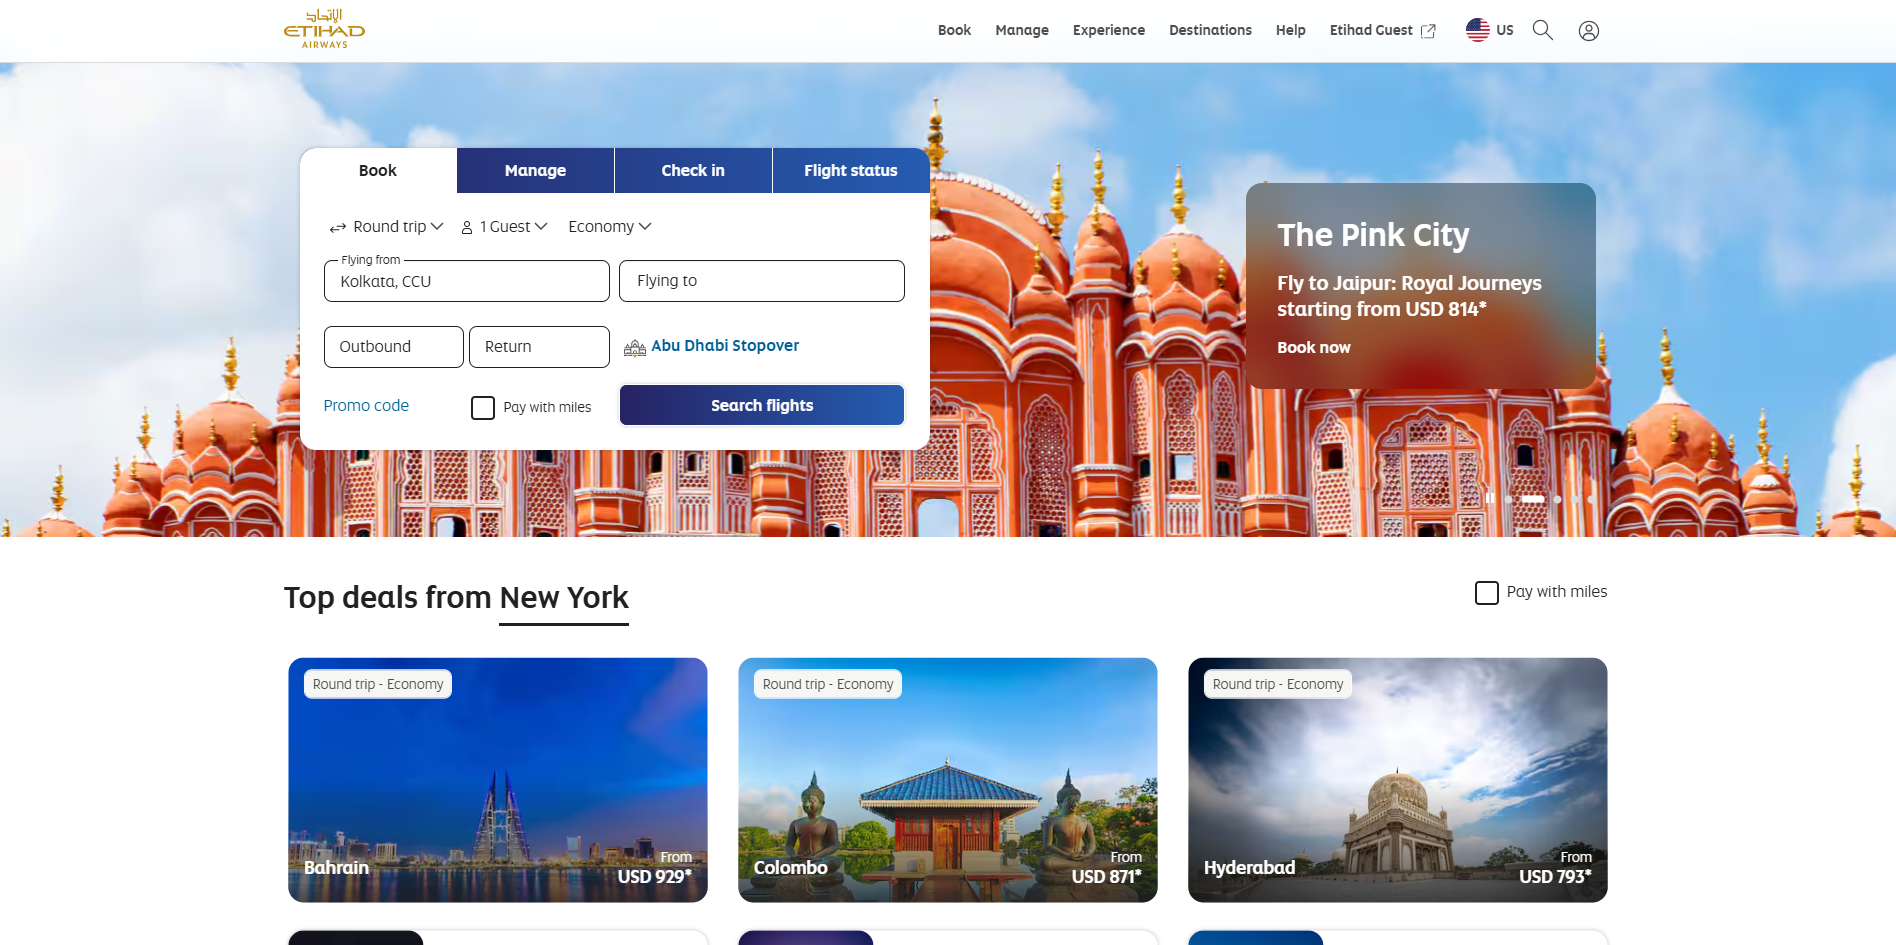 الإتحاد
ETIHAD
AIRWAYS
Book
Manage
Experience
Destinations
Help
Etihad Guest
US
Book
Manage
Check in
Flight status
Round trip
1 Guest
Economy
Flying from
Kolkata, CCU
Flying to
Outbound
Return
Abu Dhabi Stopover
Promo code
Pay with miles
Search flights
The Pink City
Fly to Jaipur: Royal Journeys
starting from USD 814*
Book now
Top deals from New York
Pay with miles
Round trip - Economy
Bahrain
From
USD 929*
Round trip - Economy
Colombo
From
USD 871*
Round trip - Economy
Hyderabad
From
USD 793*